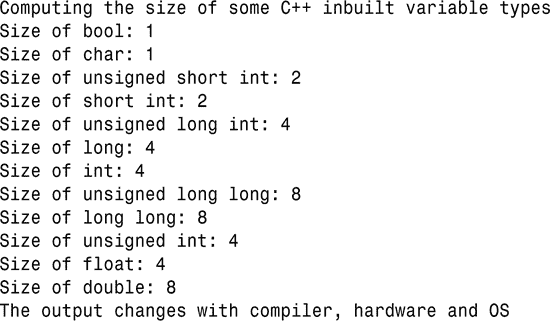 Computing the size of some C++ inbuilt variable types
Size of bool: 1
Size of char: 1
Size of unsigned short int: 2
Size of short int: 2
Size of unsigned long int: 4
Size of long: 4
Size of int: 4
Size of unsigned long long: 8
Size of long long: 8
Size of unsigned int: 4
Size of float: 4
Size of double: 8
The output changes with compiler, hardware and OS